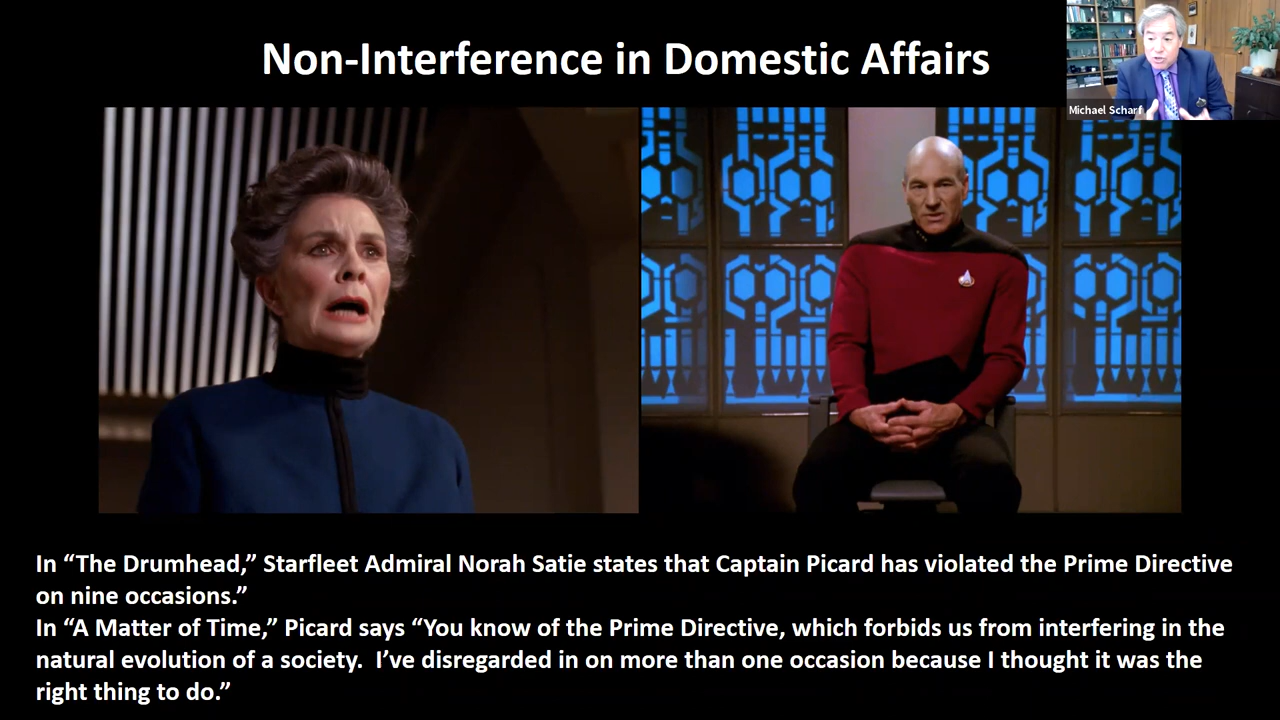 Non-Interference in Domestic Affairs
Michael Scharf
In “The Drumhead,” Starfleet Admiral Norah Satie states that Captain Picard has violated the Prime Directive
on nine occasions.”
In “A Matter of Time,” Picard says “You know of the Prime Directive, which forbids us from interfering in the
natural evolution of a society.  I’ve disregarded in on more than one occasion because I thought it was the
right thing to do.”